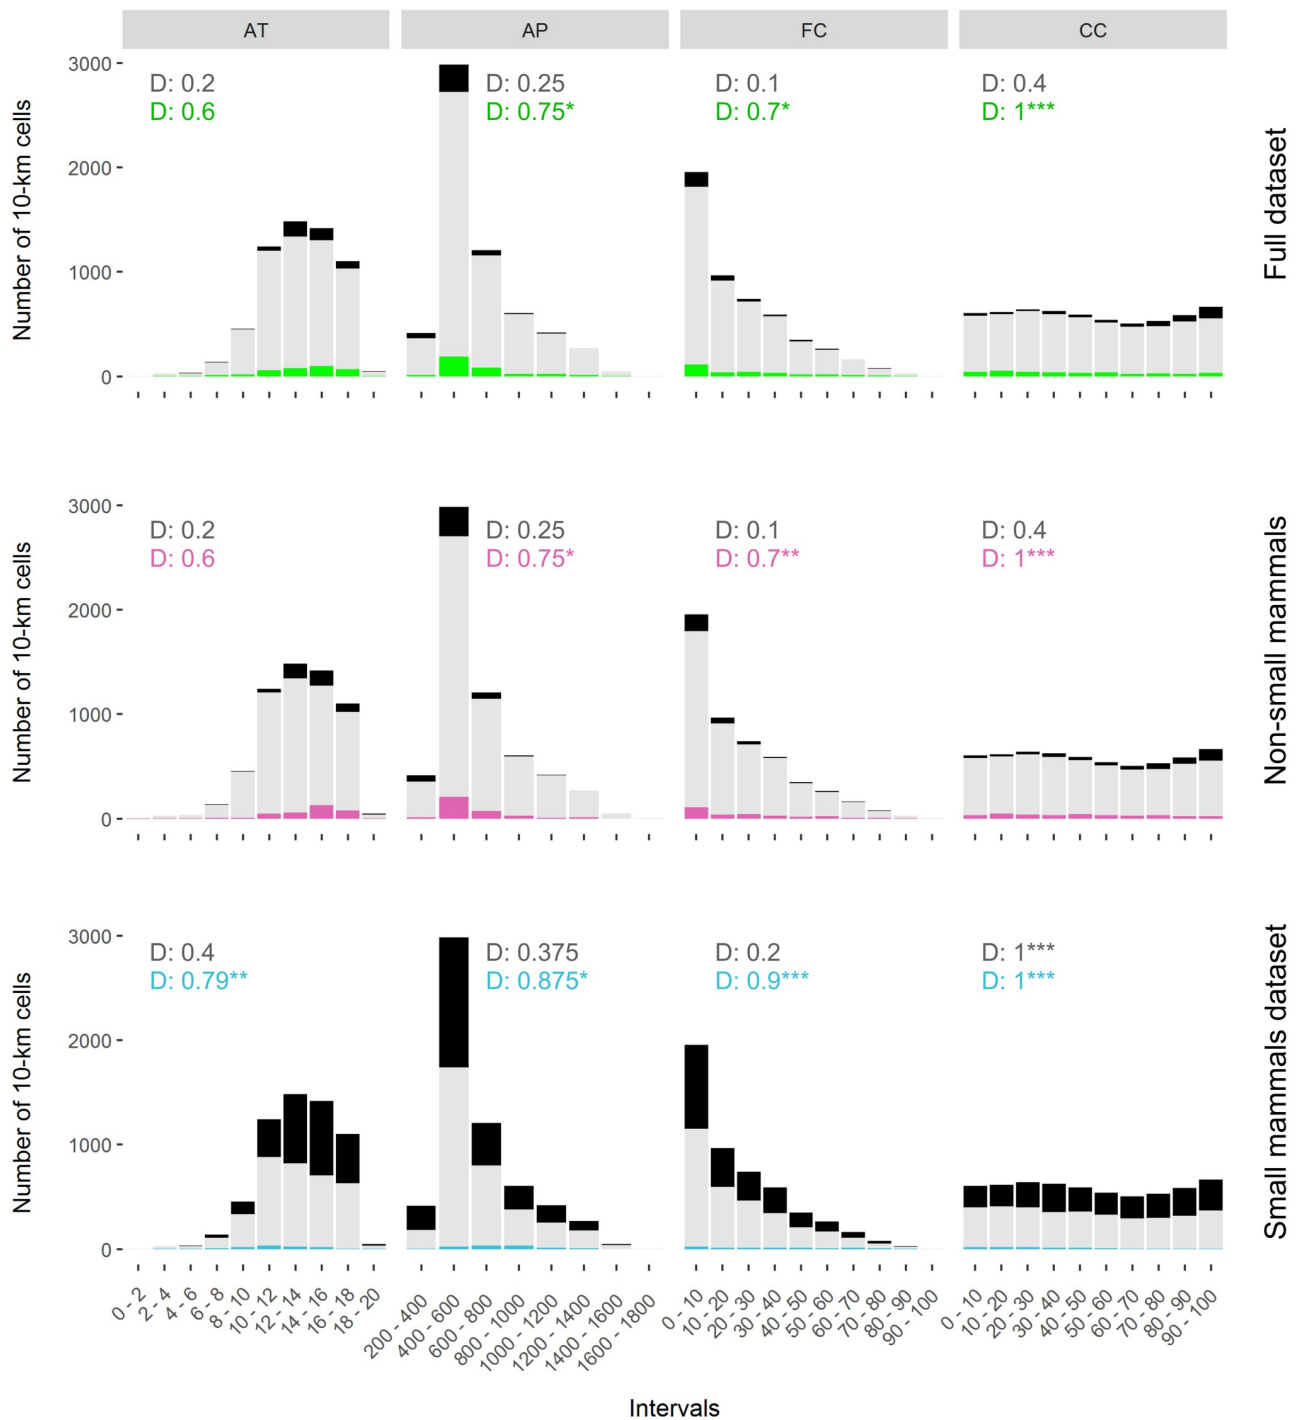 AT AP FC CC
Number of 10-km cells
3000
2000
1000
0
D: 0.2
D: 0.6
D: 0.25
D: 0.75*
D: 0.1
D: 0.7*
D: 0.4
D: 1***
Full dataset
Number of 10-km cells
3000
2000
1000
0
D: 0.2
D: 0.6
D: 0.25
D: 0.75*
D: 0.1
D: 0.7**
D: 0.4
D: 1***
Non-small mammals
Number of 10-km cells
3000
2000
1000
0
D: 0.4
D: 0.79**
D: 0.375
D: 0.875*
D: 0.2
D: 0.9***
D: 1***
D: 1***
Small mammals dataset
0 - 2
2 - 4
4 - 6
6 - 8
8 - 10
10 - 12
12 - 14
14 - 16
16 - 18
18 - 20
200 - 400
400 - 600
600 - 800
800 - 1000
1000 - 1200
1200 - 1400
1400 - 1600
1600 - 1800
0 - 10
10 - 20
20 - 30
30 - 40
40 - 50
50 - 60
60 - 70
70 - 80
80 - 90
90 - 100
0 - 10
10 - 20
20 - 30
30 - 40
40 - 50
50 - 60
60 - 70
70 - 80
80 - 90
90 - 100
Intervals